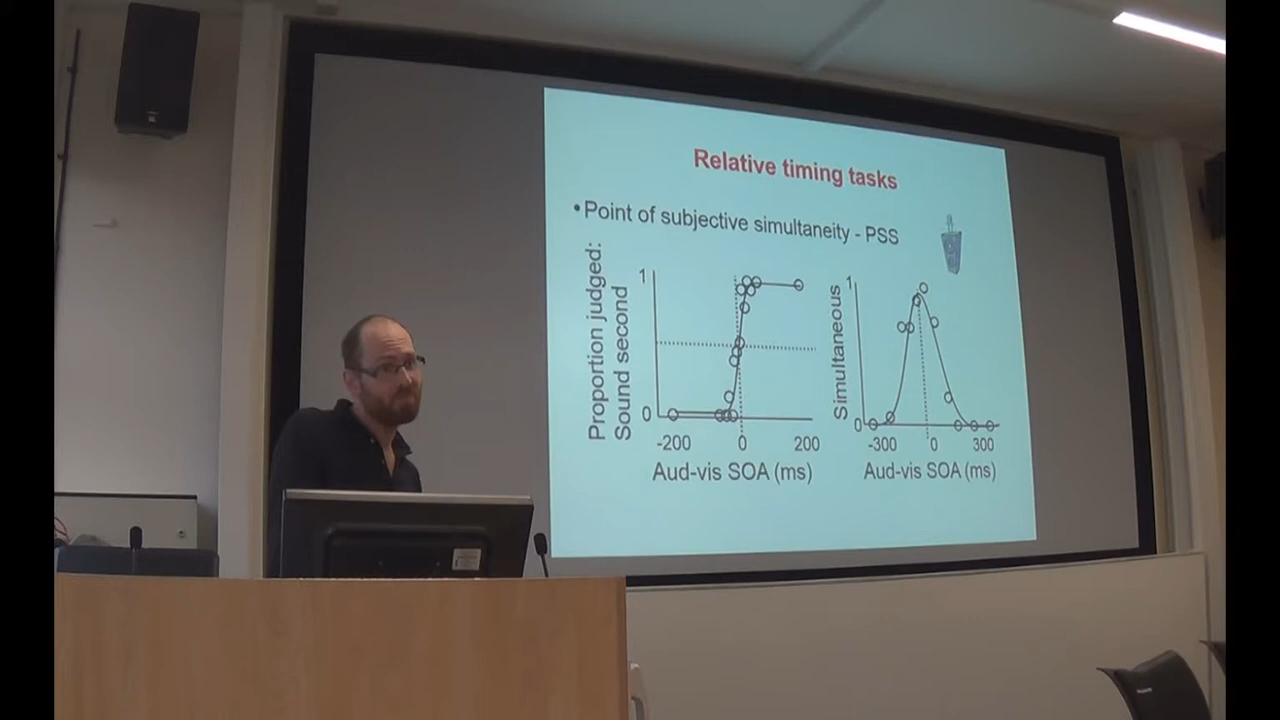 Relative timing tasks
•Point of subjective simultaneity - PSS
Proportion judged:
Sound second
1
0
-200 0 200
Aud-vis SOA (ms)
Simultaneous
1
0
-300 0 300
Aud-vis SOA (ms)